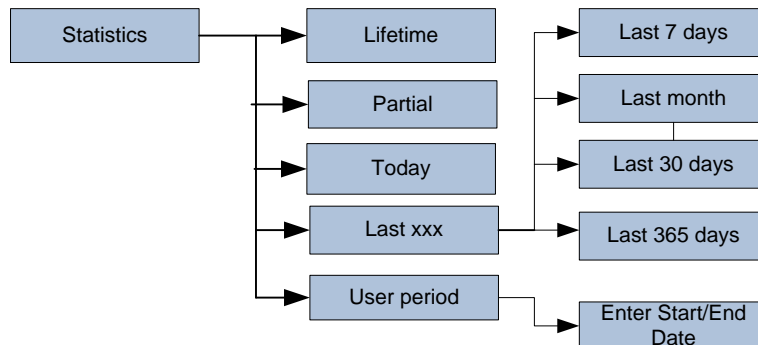 Statistics
Lifetime
Partial
Today
Last xxx
User period
Last 7 days
Last month
Last 30 days
Last 365 days
Enter Start/End
Date